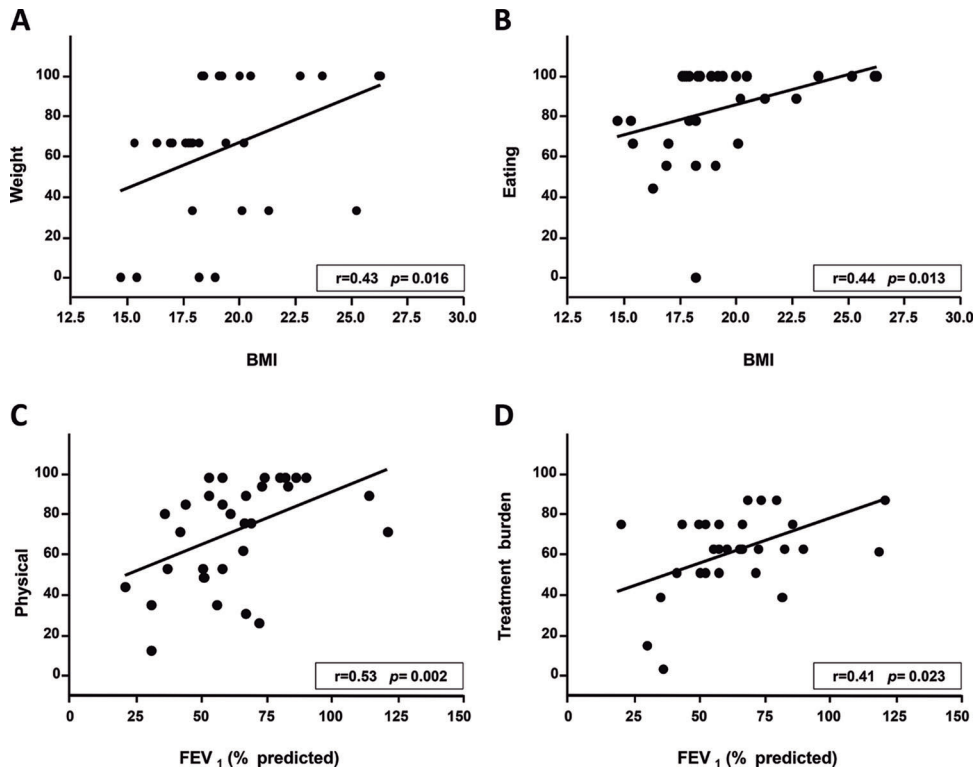 A
Weight
100
80
60
40
20
0
r=0.43 p= 0.016
12.5 15.0 17.5 20.0 22.5 25.0 27.5 30.0
BMI
B
Eating
100
80
60
40
20
0
r=0.44 p= 0.013
12.5 15.0 17.5 20.0 22.5 25.0 27.5 30.0
BMI
C
Physical
100
80
60
40
20
0
r=0.53 p= 0.002
0 25 50 75 100 125 150
FEV 1 (% predicted)
D
Treatment burden
100
80
60
40
20
0
r=0.41 p= 0.023
0 25 50 75 100 125 150
FEV 1 (% predicted)